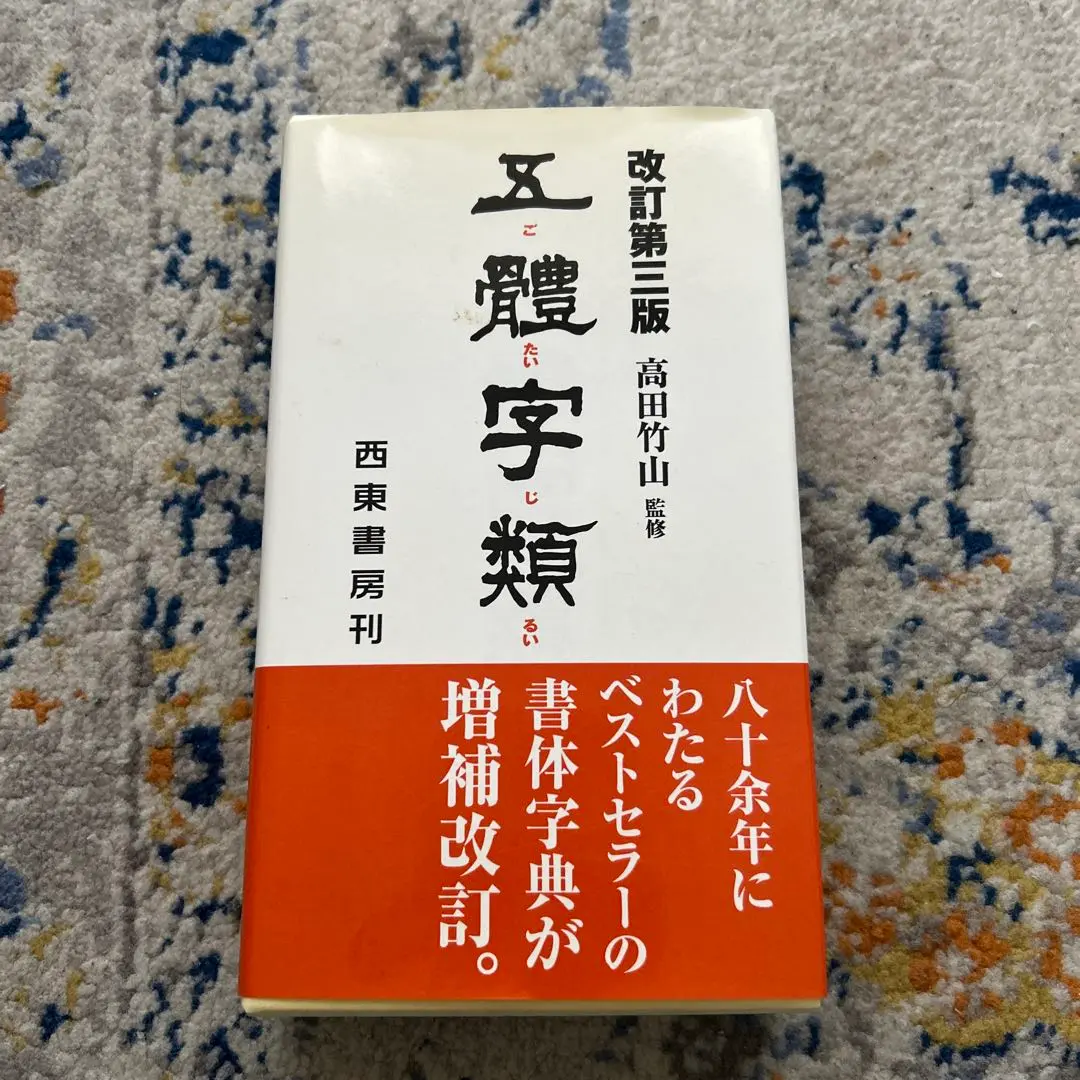 改訂第三版 高田竹山 監修
五體字類
ごたいじるい
西東書房刊
八十余年に
わたる
ベストセラーの
書体字典が
増補改訂。